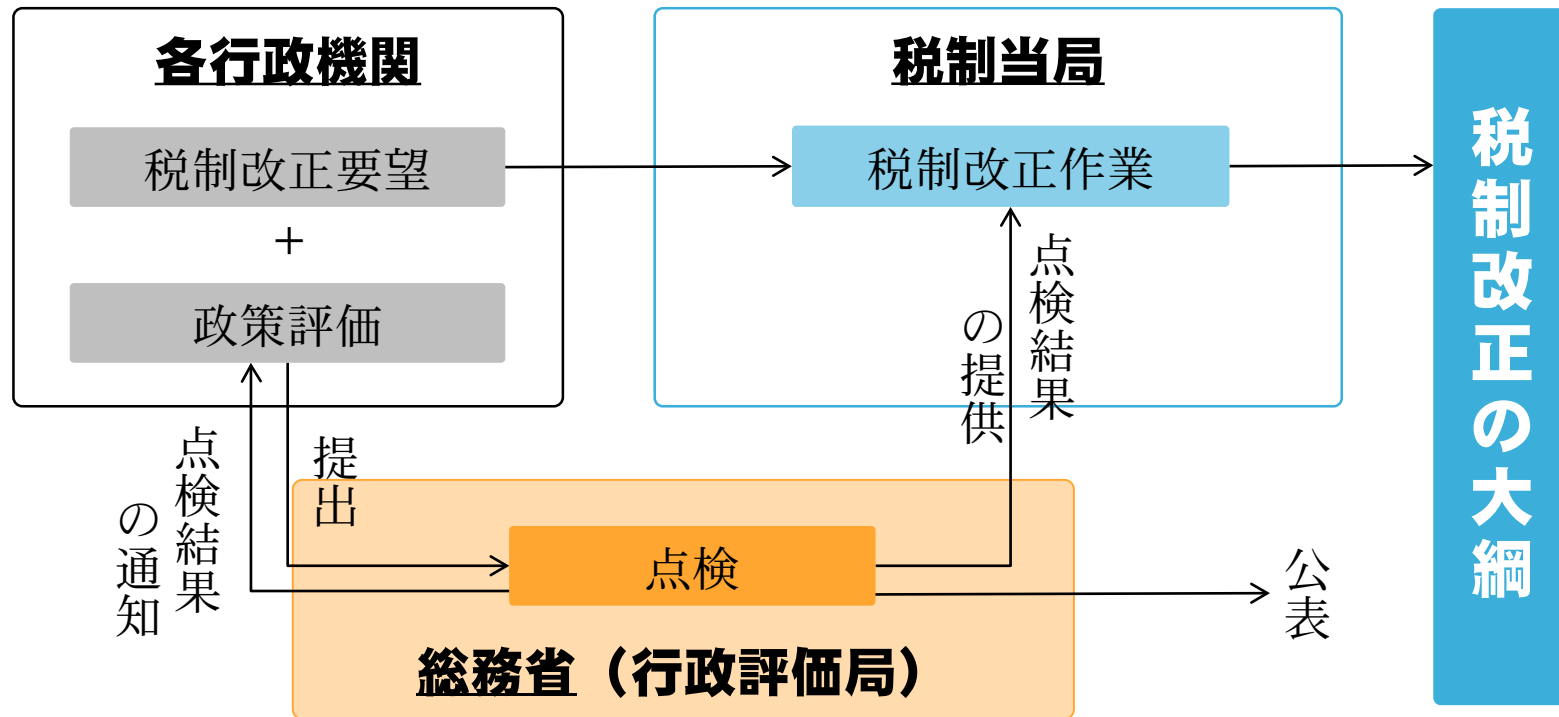 各行政機関
税制改正要望
+
政策評価
税制当局
税制改正作業
税制改正の大綱
点検結果
の提供
点検結果
の通知
提出
点検
公表
総務省（行政評価局）